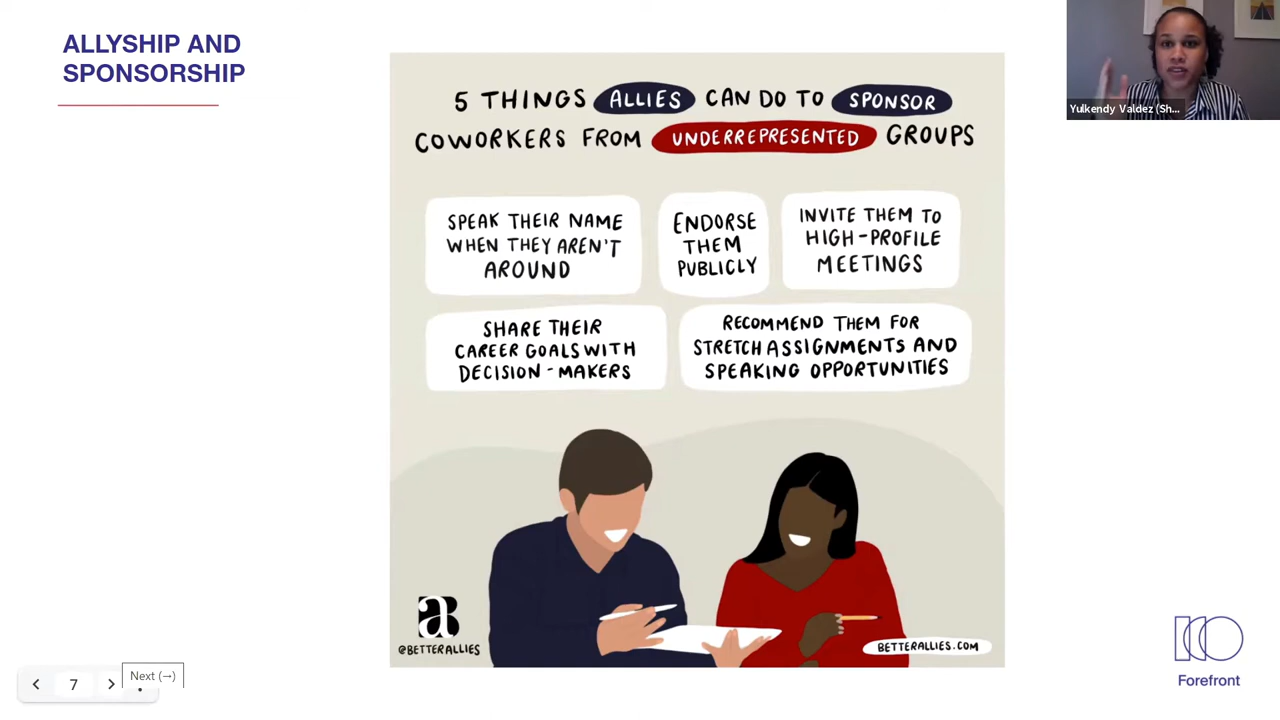 ALLYSHIP AND
SPONSORSHIP
5 THINGS ALLIES CAN DO TO SPONSOR
COWORKERS FROM UNDERREPRESENTED GROUPS
SPEAK THEIR NAME
WHEN THEY AREN'T
AROUND
ENDORSE
THEM
PUBLICLY
INVITE THEM TO
HIGH-PROFILE
MEETINGS
SHARE THEIR
CAREER GOALS WITH
DECISION-MAKERS
RECOMMEND THEM FOR
STRETCH ASSIGNMENTS AND
SPEAKING OPPORTUNITIES
@BETTERALLIES
BETTERALLIES.COM
Yulkendy Valdez (Sh...
Forefront
7
Next (→)